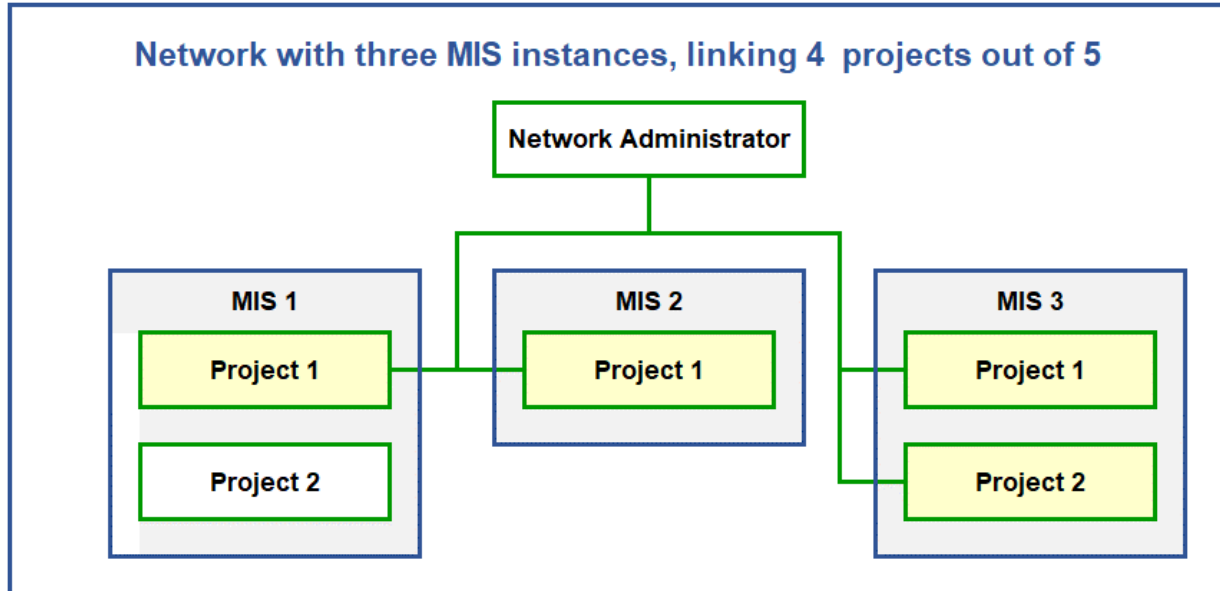 Network with three MIS instances, linking 4 projects out of 5
Network Administrator
MIS 1
Project 1
Project 2
MIS 2
Project 1
MIS 3
Project 1
Project 2